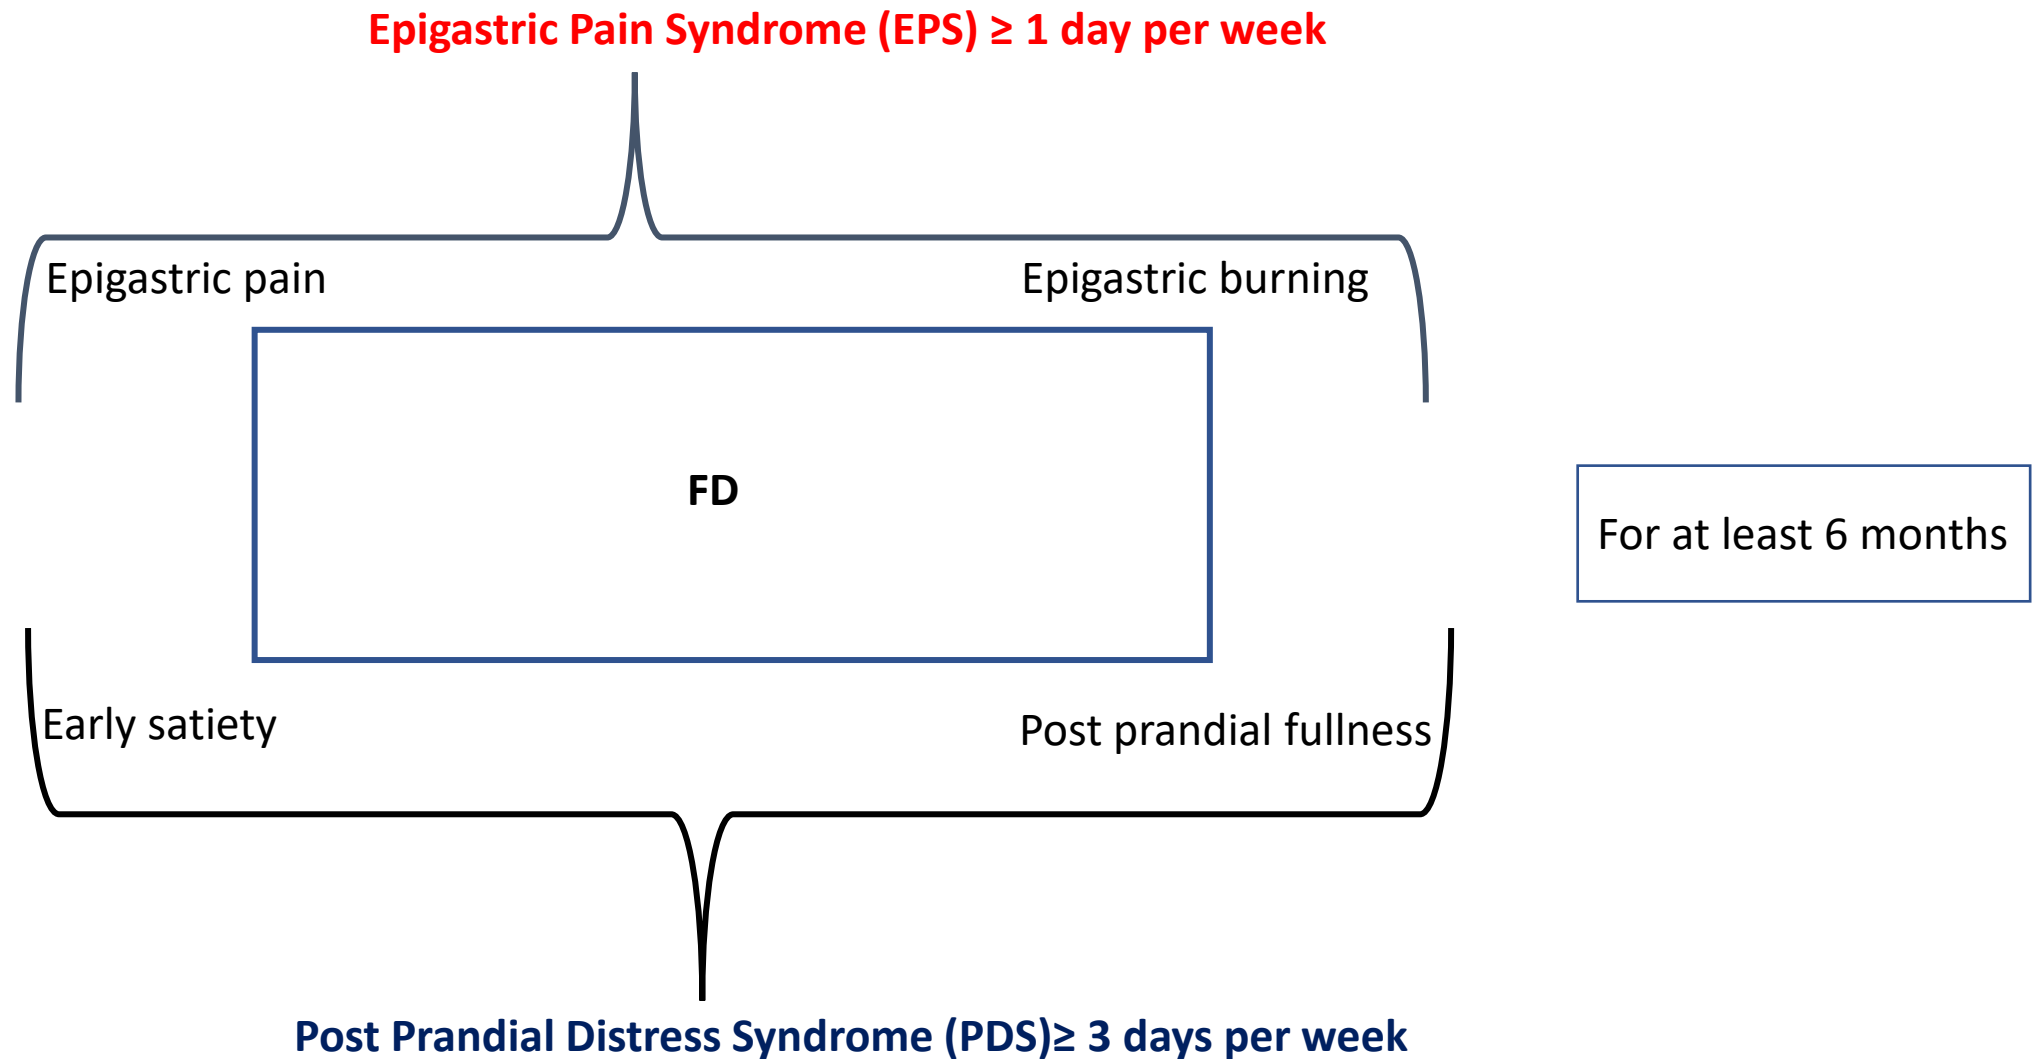 Epigastric Pain Syndrome (EPS) ≥ 1 day per week
Epigastric pain
Epigastric burning
FD
For at least 6 months
Early satiety
Post prandial fullness
Post Prandial Distress Syndrome (PDS)≥ 3 days per week